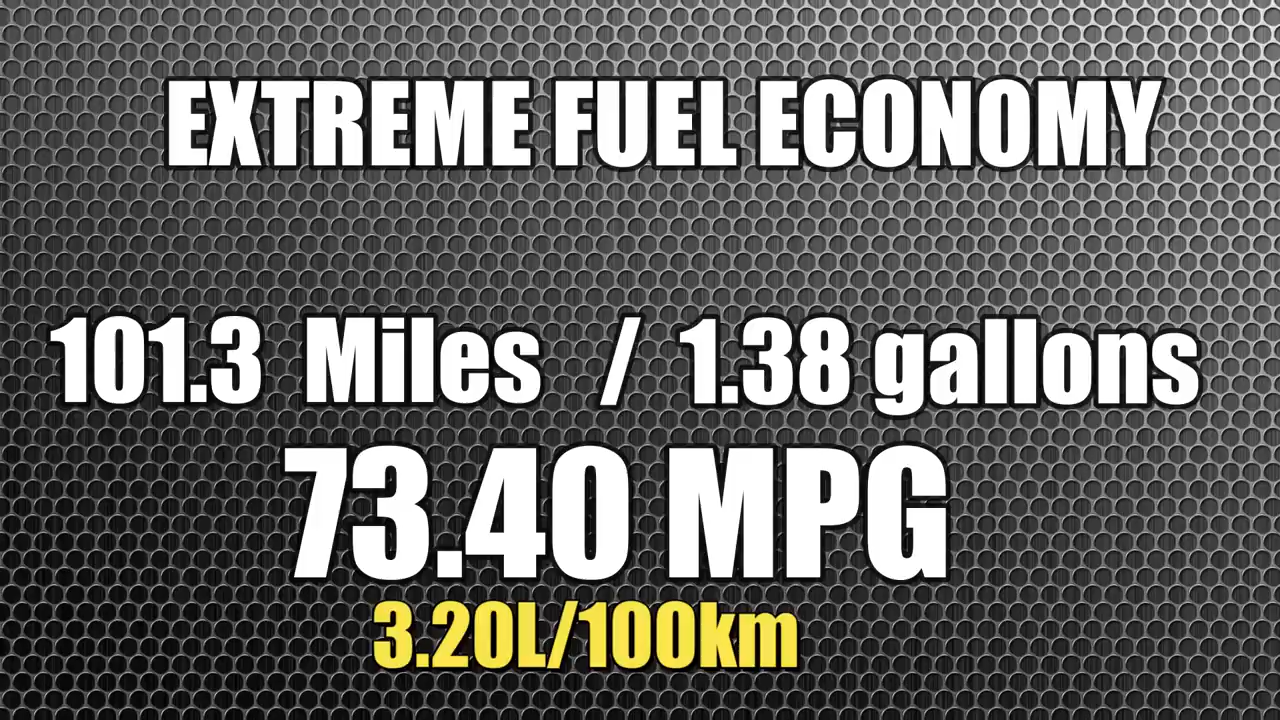 EXTREME FUEL ECONOMY
101.3 Miles / 1.38 gallons
73.40 MPG
3.20L/100km